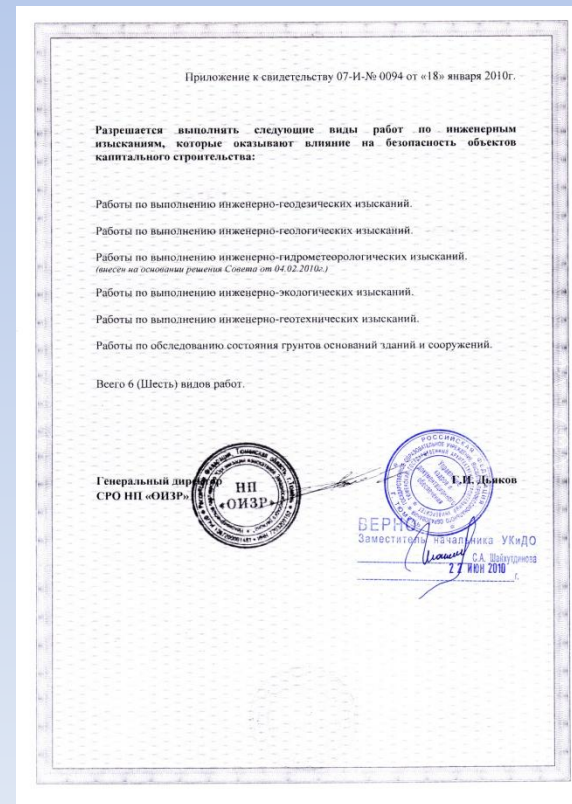 Приложение к свидетельству 07-И-№ 0094 от «18» января 2010г.
Разрешается выполнять следующие виды работ по инженерным
изысканиям, которые оказывают влияние на безопасность объектов
капитального строительства:
Работы по выполнению инженерно-геодезических изысканий.
Работы по выполнению инженерно-геологических изысканий.
Работы по выполнению инженерно-гидрометеорологических изысканий.
(внесен на основании решения Совета от 04.02.2010г.)
Работы по выполнению инженерно-экологических изысканий.
Работы по выполнению инженерно-геотехнических изысканий.
Работы по обследованию состояния грунтов оснований зданий и сооружений.
Всего 6 (Шесть) видов работ.
Генеральный директор
СРО НП «ОИЗР»
НП
«ОИЗР»
Г.И. Дьяков
РОССИЙСКАЯ ФЕДЕРАЦИЯ
ВЕРНО
Заместитель начальника УКиДО
С.А. Шайхутдинова
22 ИЮН 2010 г.